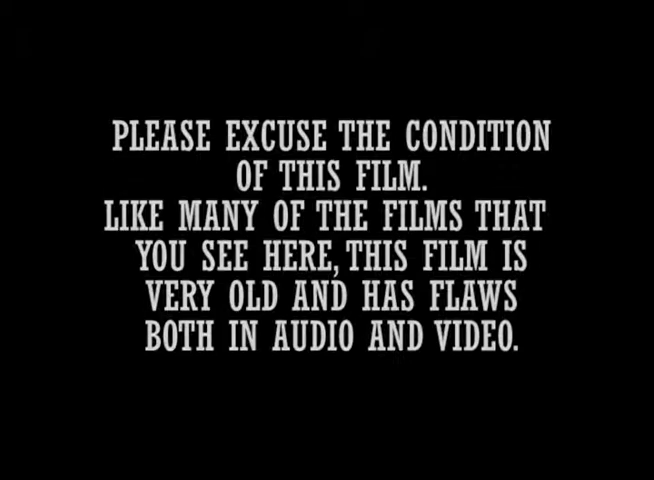 PLEASE EXCUSE THE CONDITION
OF THIS FILM.
LIKE MANY OF THE FILMS THAT
YOU SEE HERE, THIS FILM IS
VERY OLD AND HAS FLAWS
BOTH IN AUDIO AND VIDEO.